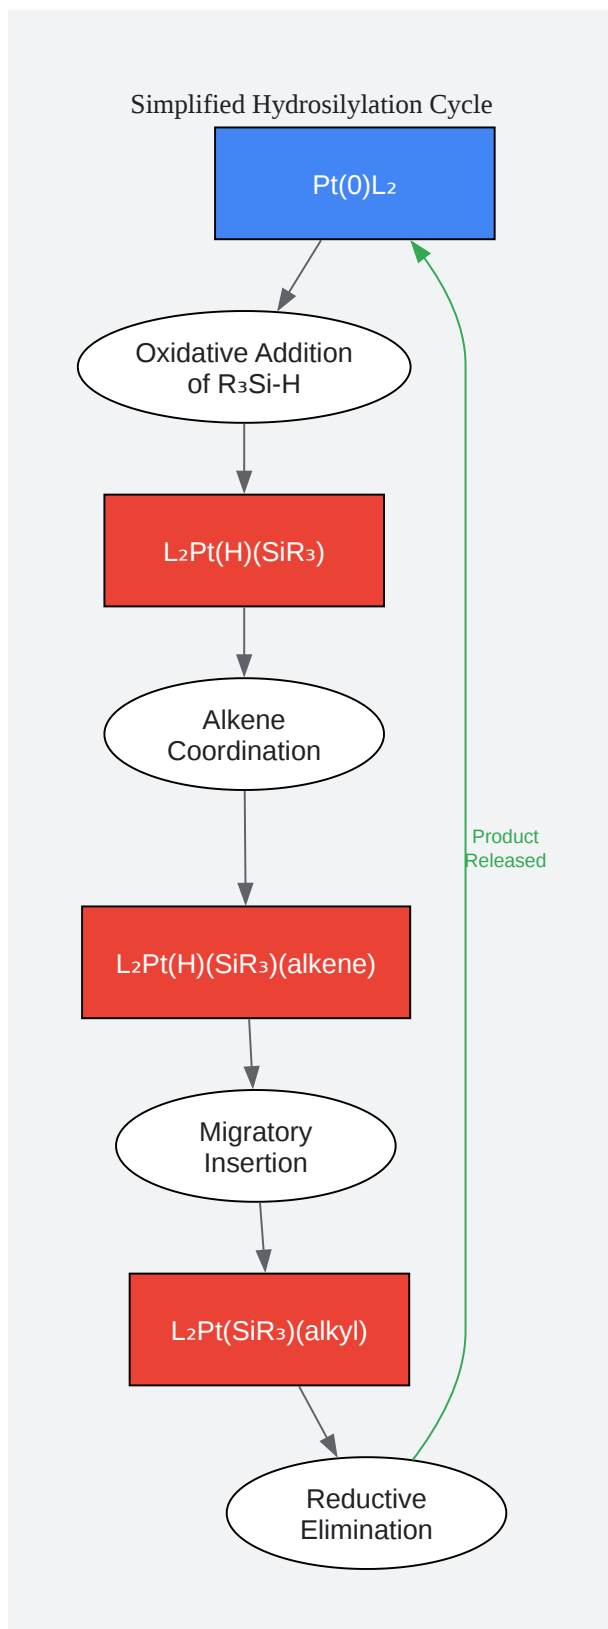 Simplified Hydrosilylation Cycle
Pt(0)L₂
Oxidative Addition
of R₃Si-H
L₂Pt(H)(SiR₃)
Alkene
Coordination
Product
Released
L₂Pt(H)(SiR₃)(alkene)
Migratory
Insertion
L₂Pt(SiR₃)(alkyl)
Reductive
Elimination